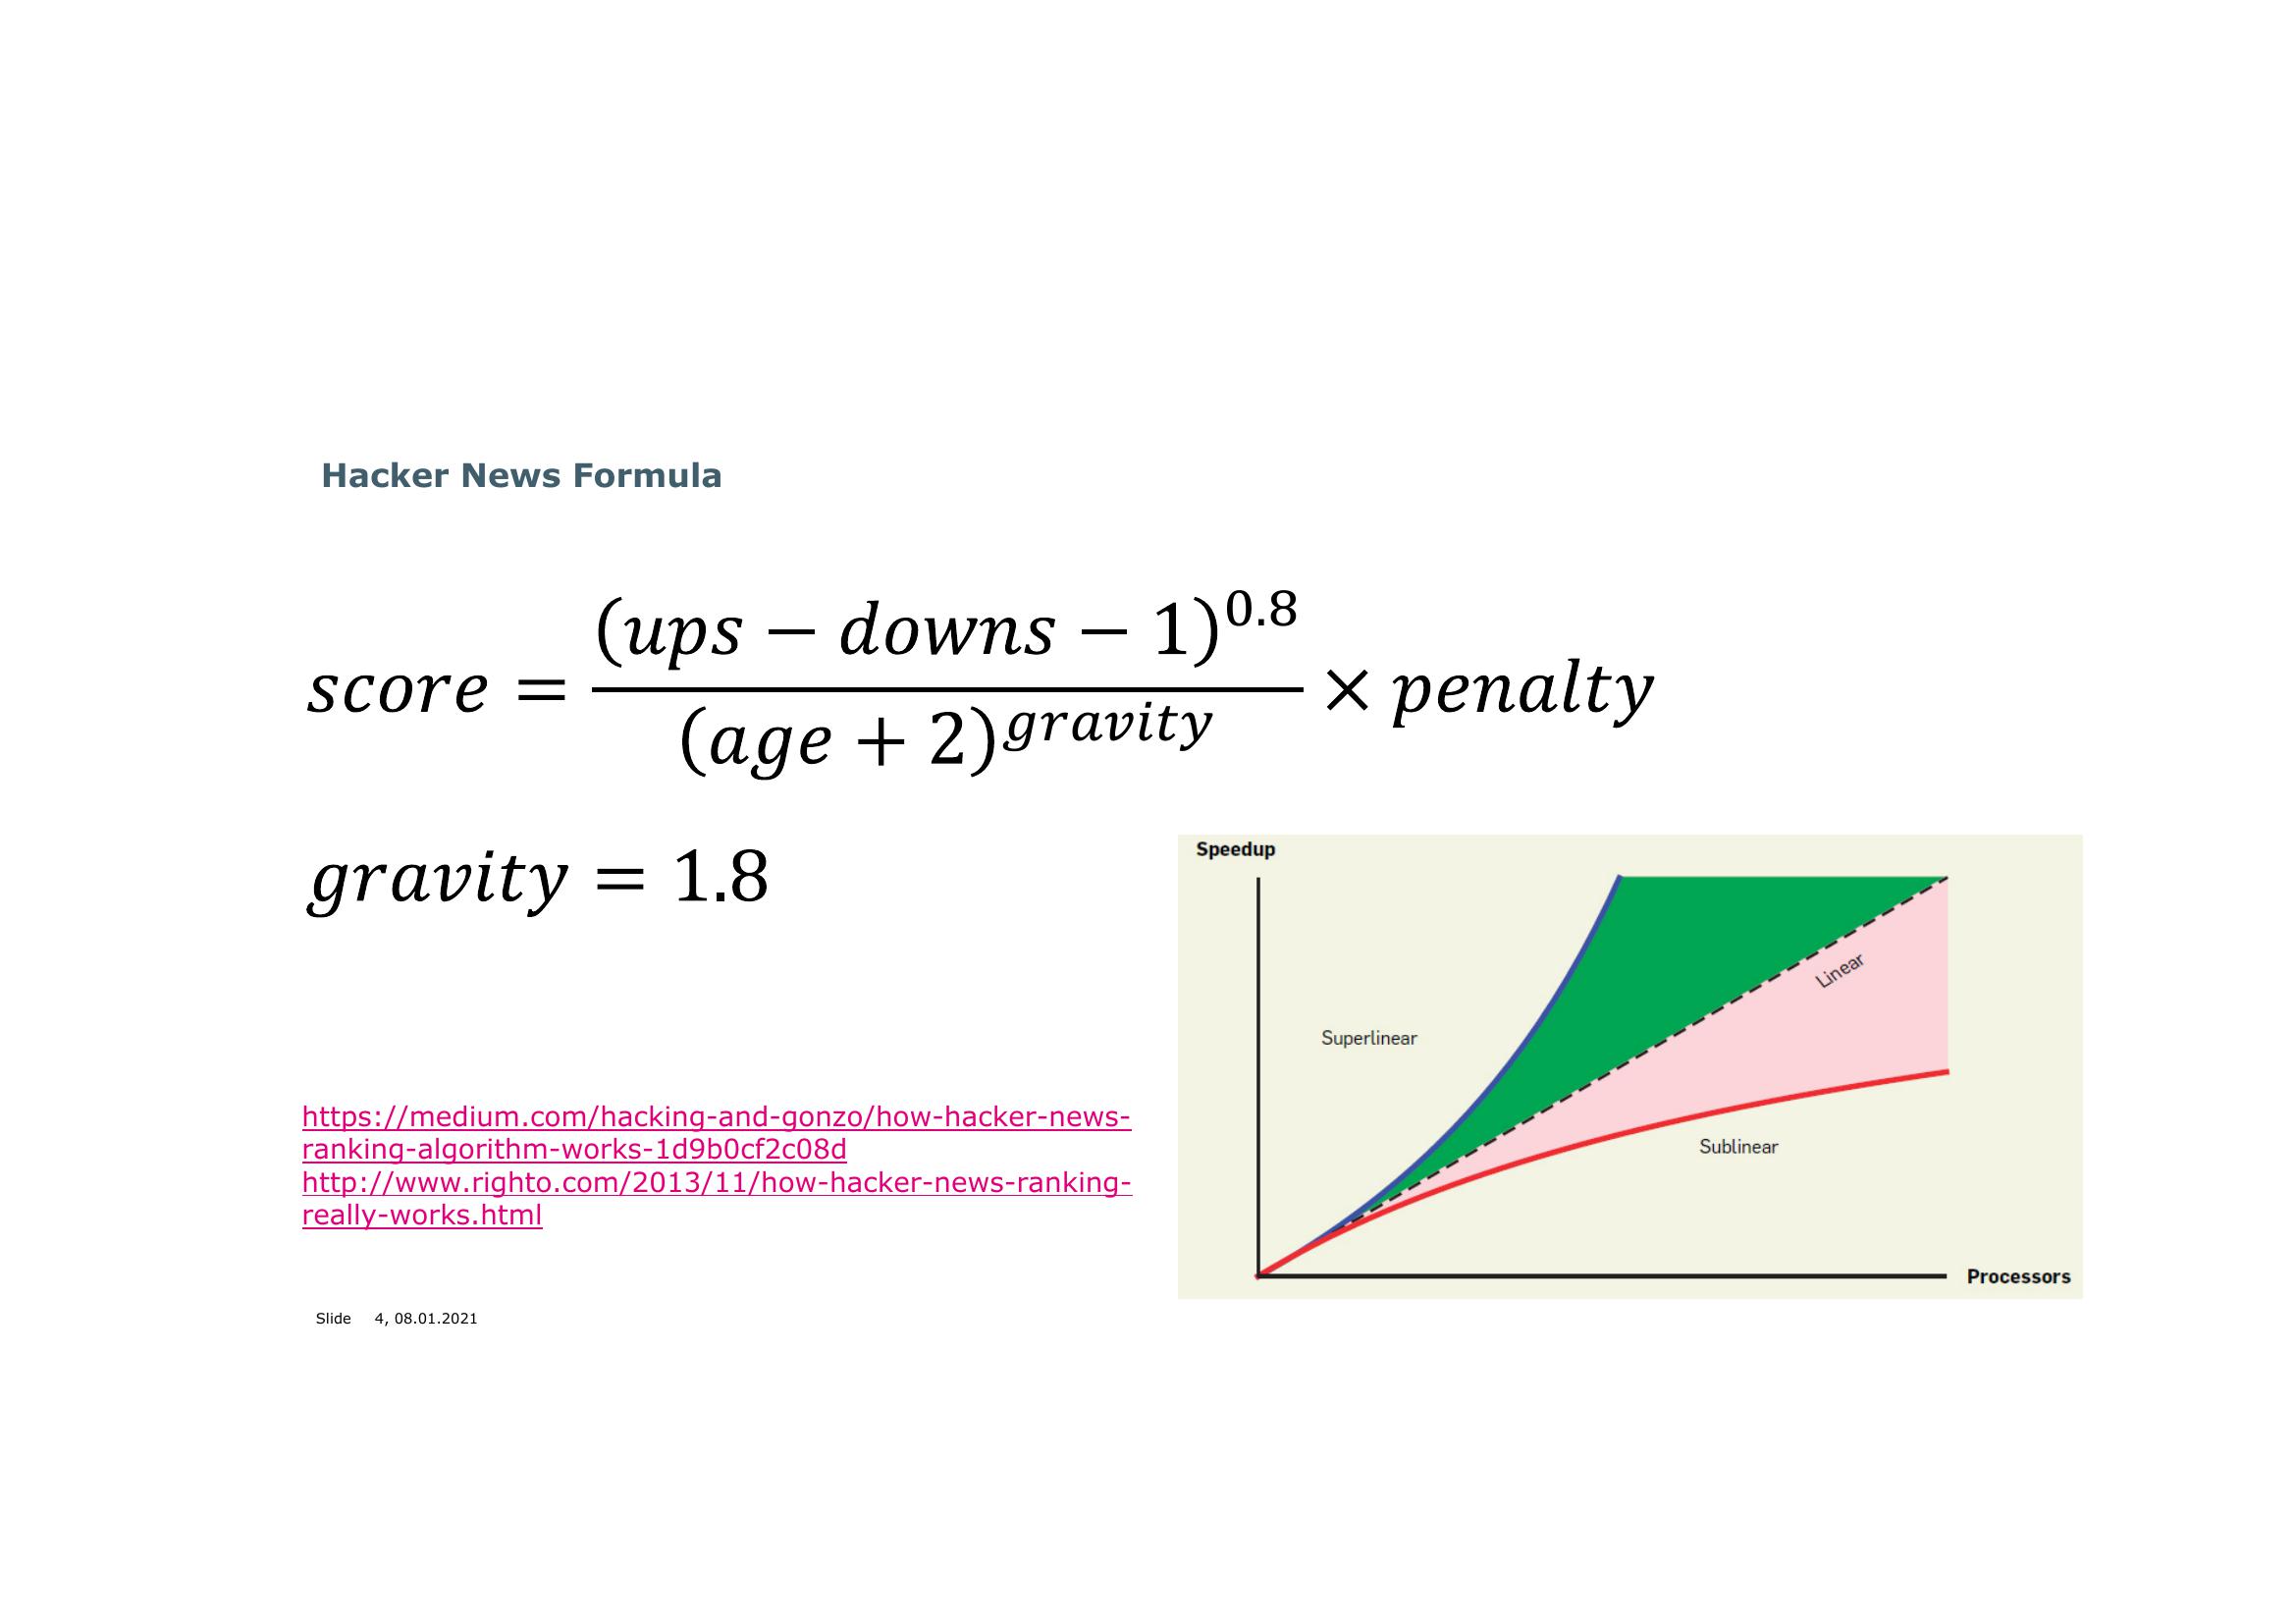 Hacker News Formula
score = (ups − downs − 1)^0.8 / (age + 2)^gravity × penalty
gravity = 1.8
Speedup
Linear
Superlinear
Sublinear
Processors
https://medium.com/hacking-and-gonzo/how-hacker-news-
ranking-algorithm-works-1d9b0cf2c08d
http://www.righto.com/2013/11/how-hacker-news-ranking-
really-works.html
Slide 4, 08.01.2021